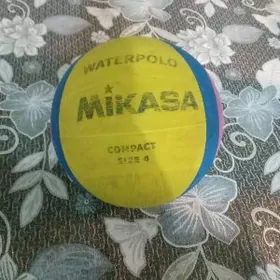 WATERPOLO
MIKASA
COMPACT
SIZE 4